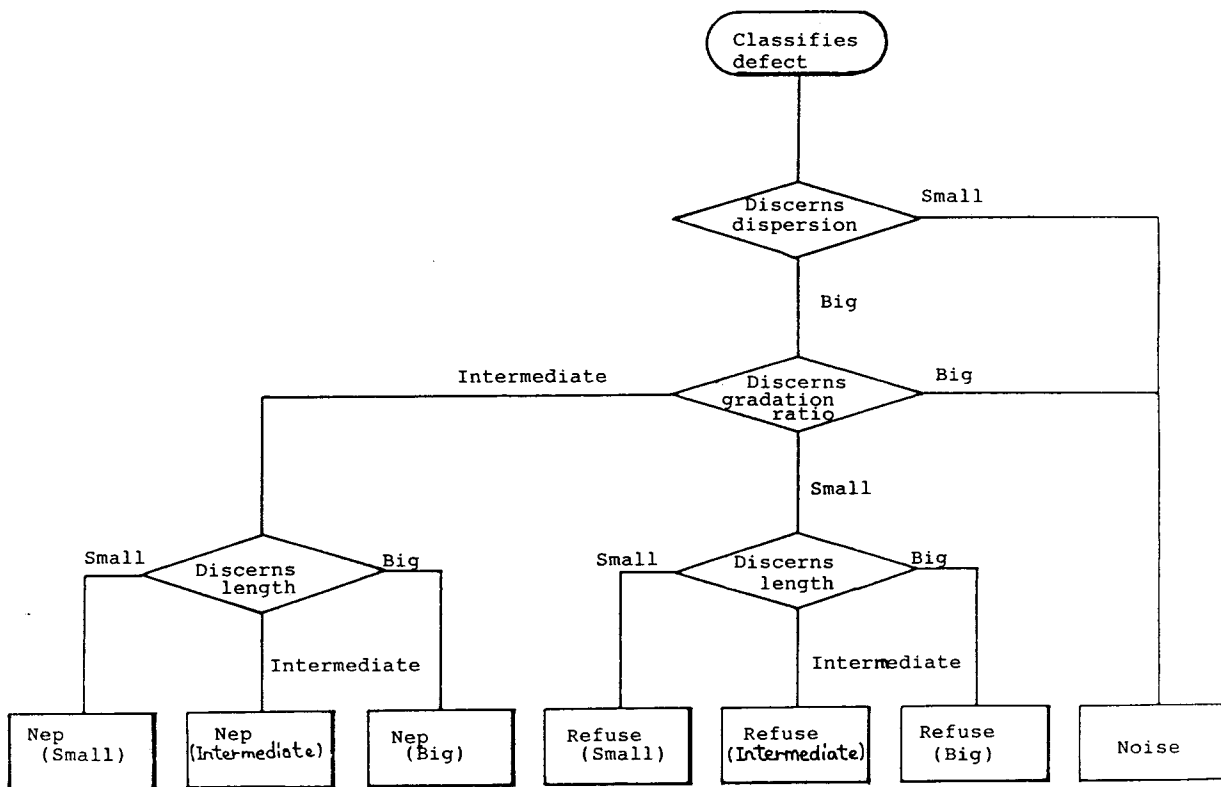 Classifies
defect
Discerns
dispersion
Small
Big
Intermediate
Discerns
gradation
ratio
Big
Small
Small
Discerns
length
Big
Intermediate
Small
Discerns
length
Big
Intermediate
Nep
(Small)
Nep
(Intermediate)
Nep
(Big)
Refuse
(Small)
Refuse
(Intermediate)
Refuse
(Big)
Noise